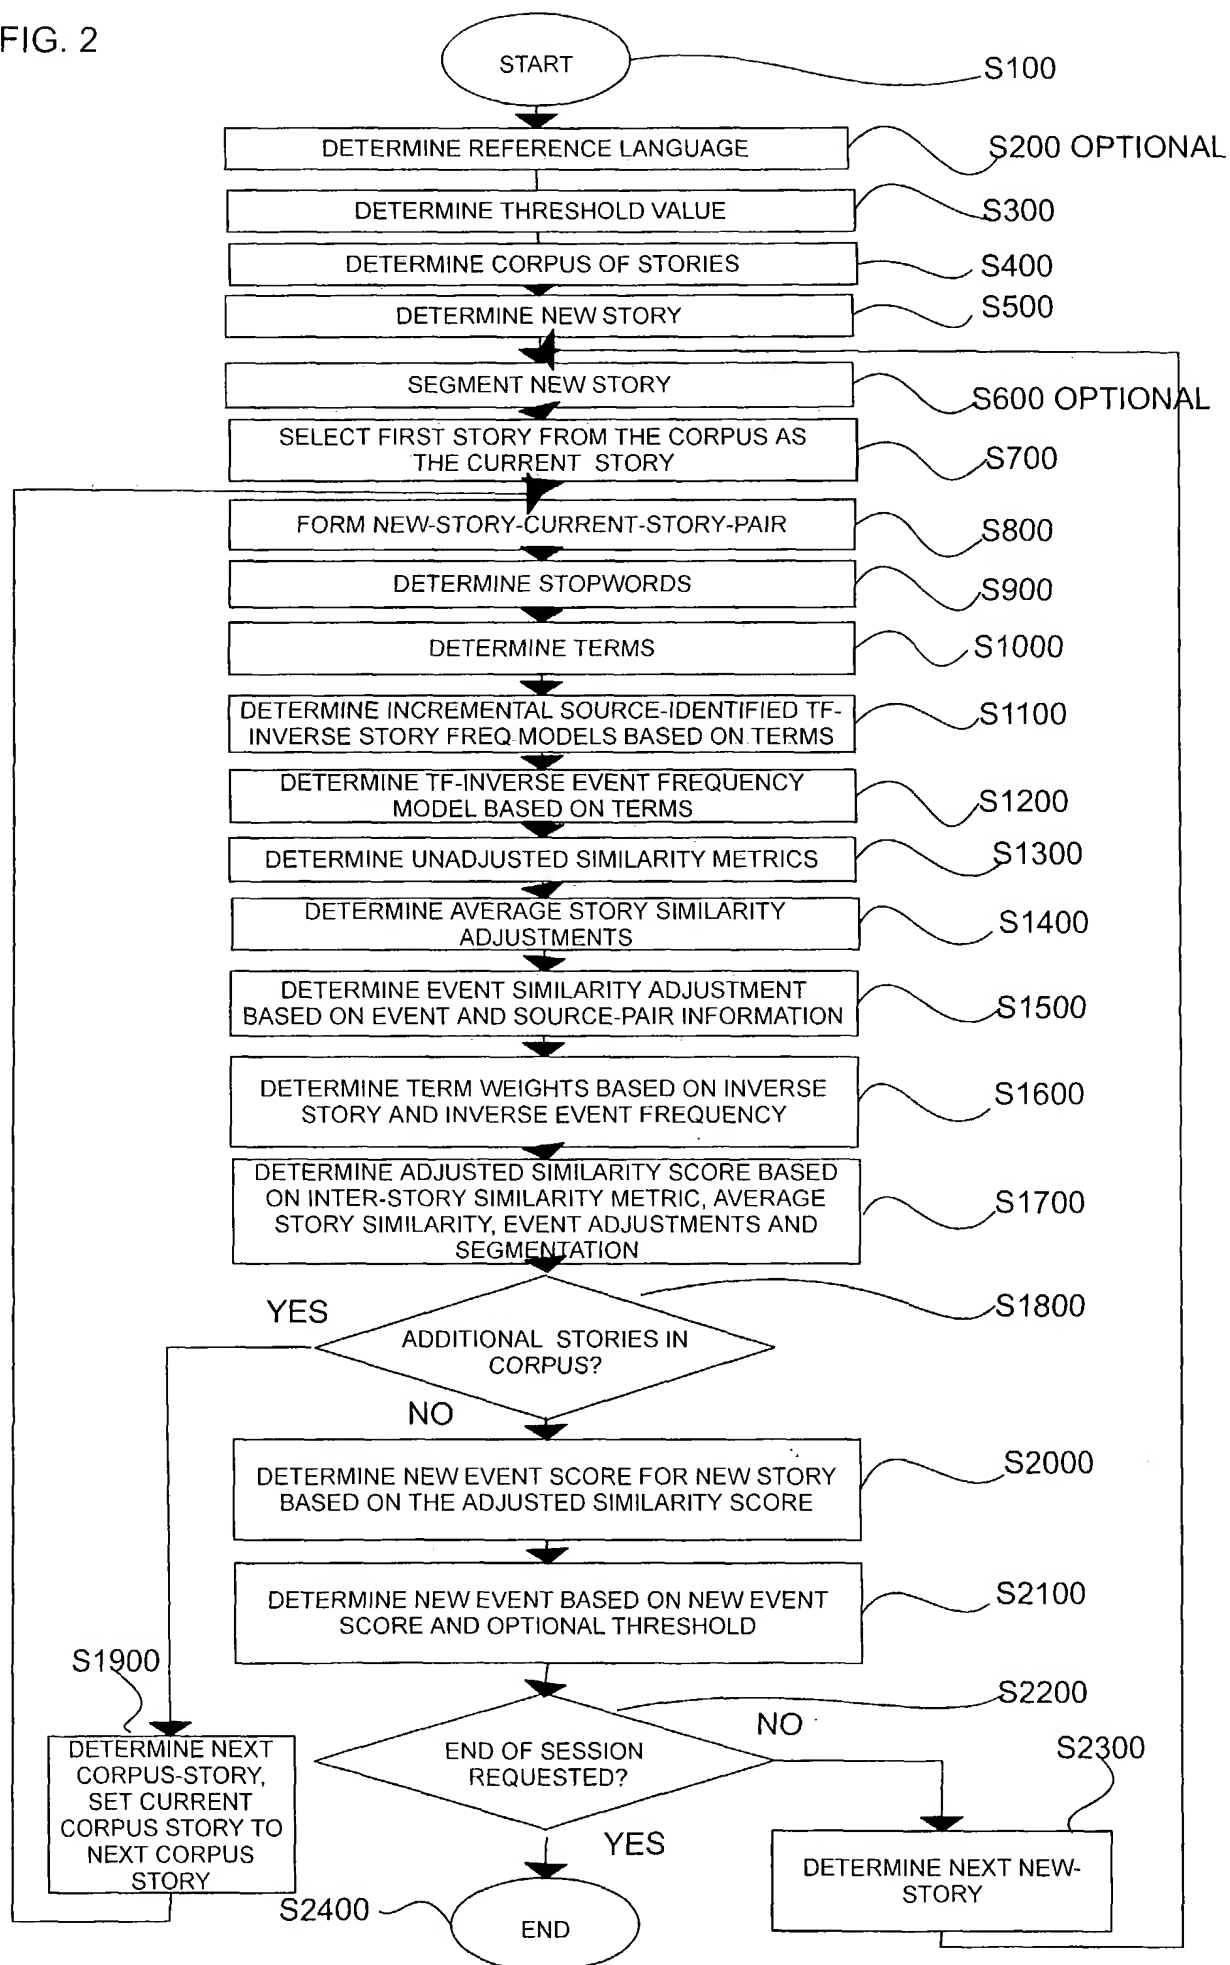 FIG. 2
START
S100
DETERMINE REFERENCE LANGUAGE
S200 OPTIONAL
DETERMINE THRESHOLD VALUE
S300
DETERMINE CORPUS OF STORIES
S400
DETERMINE NEW STORY
S500
SEGMENT NEW STORY
S600 OPTIONAL
SELECT FIRST STORY FROM THE CORPUS AS
THE CURRENT STORY
S700
FORM NEW-STORY-CURRENT-STORY-PAIR
S800
DETERMINE STOPWORDS
S900
DETERMINE TERMS
S1000
DETERMINE INCREMENTAL SOURCE-IDENTIFIED TF-
INVERSE STORY FREQ-MODELS BASED ON TERMS
S1100
DETERMINE TF-INVERSE EVENT FREQUENCY
MODEL BASED ON TERMS
S1200
DETERMINE UNADJUSTED SIMILARITY METRICS
S1300
DETERMINE AVERAGE STORY SIMILARITY
ADJUSTMENTS
S1400
DETERMINE EVENT SIMILARITY ADJUSTMENT
BASED ON EVENT AND SOURCE-PAIR INFORMATION
S1500
DETERMINE TERM WEIGHTS BASED ON INVERSE
STORY AND INVERSE EVENT FREQUENCY
S1600
DETERMINE ADJUSTED SIMILARITY SCORE BASED
ON INTER-STORY SIMILARITY METRIC, AVERAGE
STORY SIMILARITY, EVENT ADJUSTMENTS AND
SEGMENTATION
S1700
YES
ADDITIONAL STORIES IN
CORPUS?
S1800
NO
DETERMINE NEW EVENT SCORE FOR NEW STORY
BASED ON THE ADJUSTED SIMILARITY SCORE
S2000
DETERMINE NEW EVENT BASED ON NEW EVENT
SCORE AND OPTIONAL THRESHOLD
S2100
S1900
DETERMINE NEXT
CORPUS-STORY,
SET CURRENT
CORPUS STORY TO
NEXT CORPUS
STORY
END OF SESSION
REQUESTED?
S2200
NO
S2300
DETERMINE NEXT NEW-
STORY
YES
S2400
END